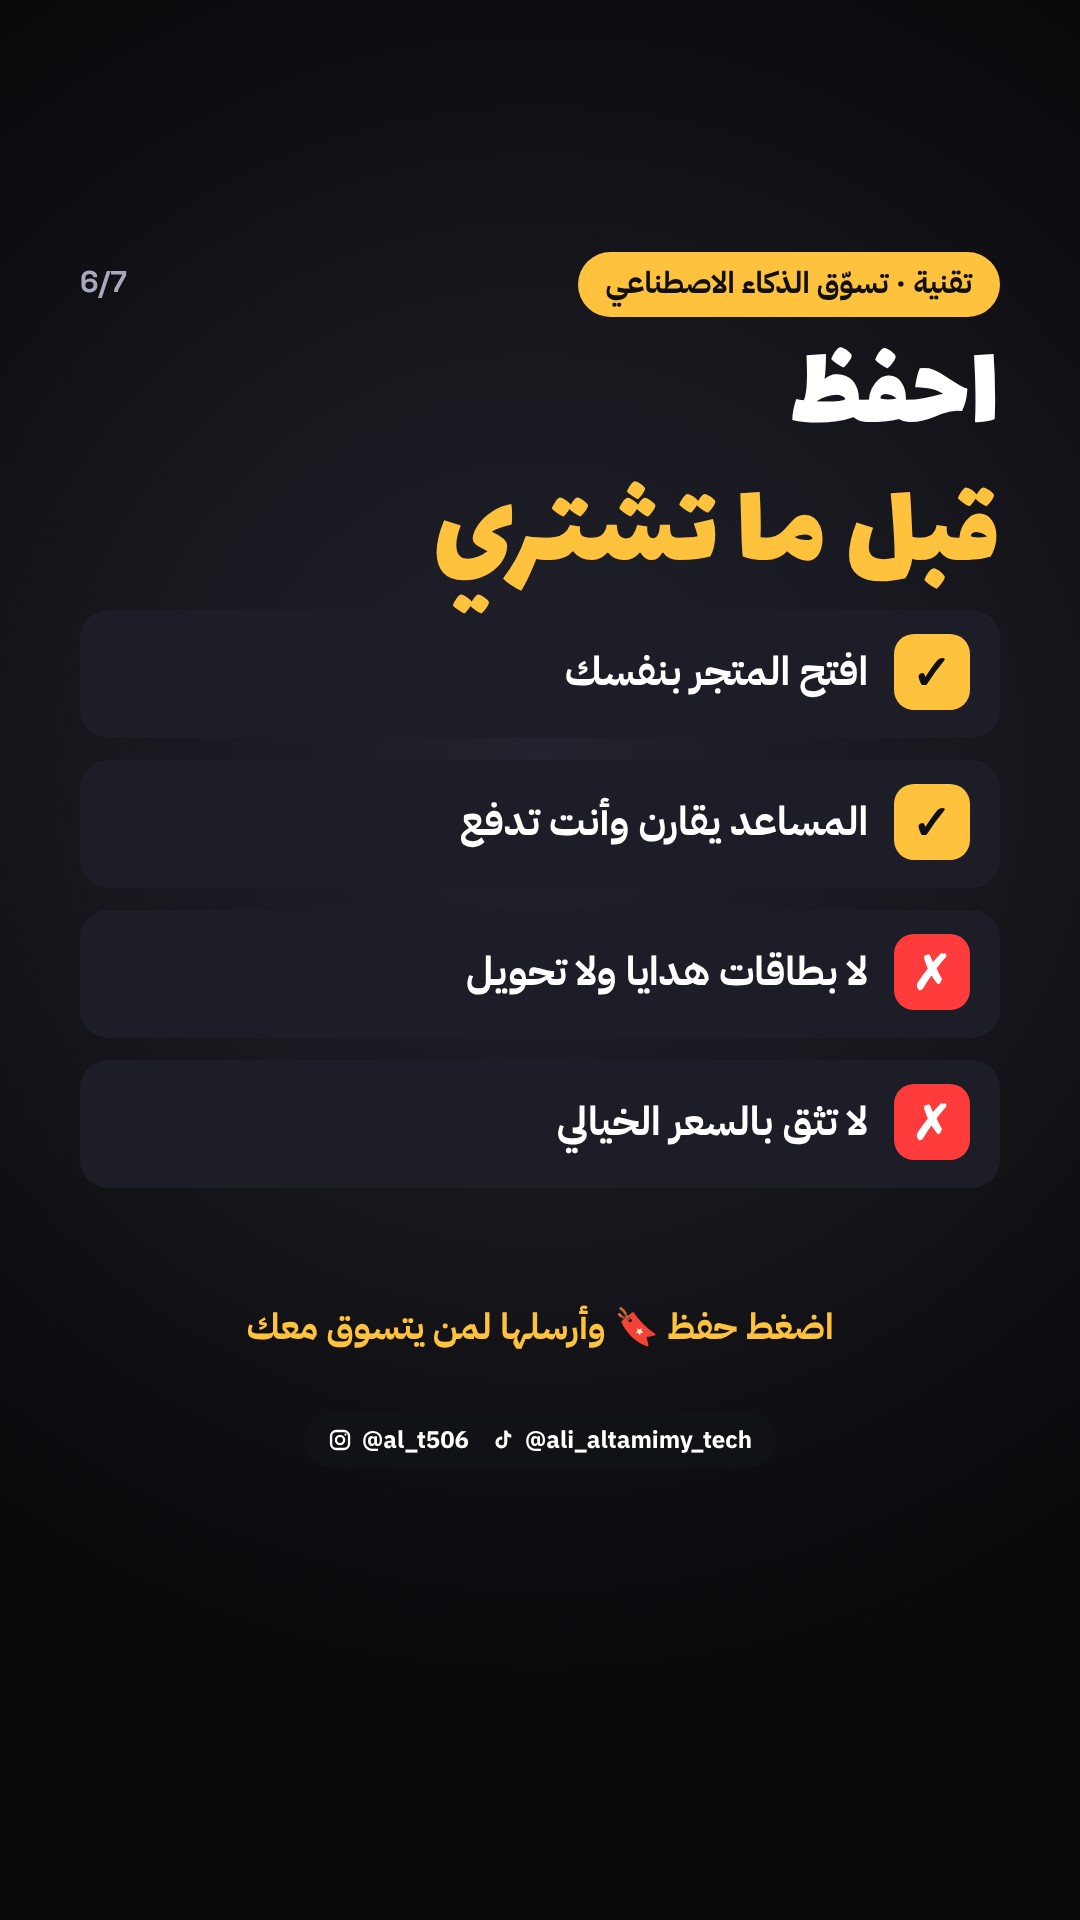 تقنية · تسوّق الذكاء الاصطناعي
6/7
احفظ
قبل ما تشتري
✓ افتح المتجر بنفسك
✓ المساعد يقارن وأنت تدفع
✗ لا بطاقات هدايا ولا تحويل
✗ لا تثق بالسعر الخيالي
اضغط حفظ 🔖 وأرسلها لمن يتسوق معك
@al_t506 @ali_altamimy_tech